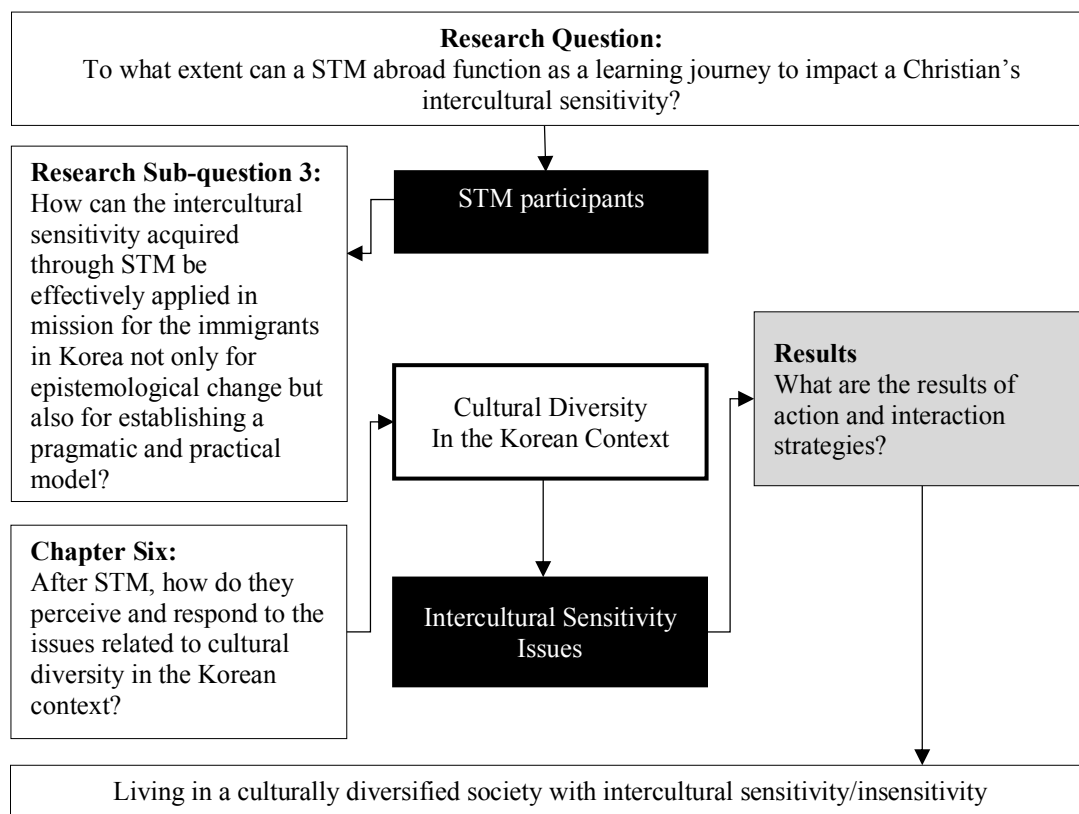 Research Question:
To what extent can a STM abroad function as a learning journey to impact a Christian’s
intercultural sensitivity?
Research Sub-question 3:
How can the intercultural
sensitivity acquired
through STM be
effectively applied in
mission for the immigrants
in Korea not only for
epistemological change but
also for establishing a
pragmatic and practical
model?
STM participants
Cultural Diversity
In the Korean Context
Results
What are the results of
action and interaction
strategies?
Chapter Six:
After STM, how do they
perceive and respond to the
issues related to cultural
diversity in the Korean
context?
Intercultural Sensitivity
Issues
Living in a culturally diversified society with intercultural sensitivity/insensitivity